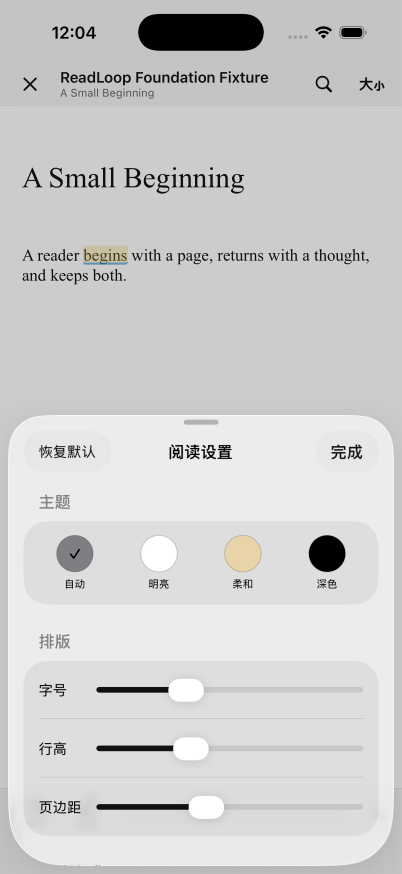 12:04
ReadLoop Foundation Fixture
A Small Beginning
大小
A Small Beginning
A reader begins with a page, returns with a thought,
and keeps both.
恢复默认
阅读设置
完成
主题
自动
明亮
柔和
深色
排版
字号
行高
页边距